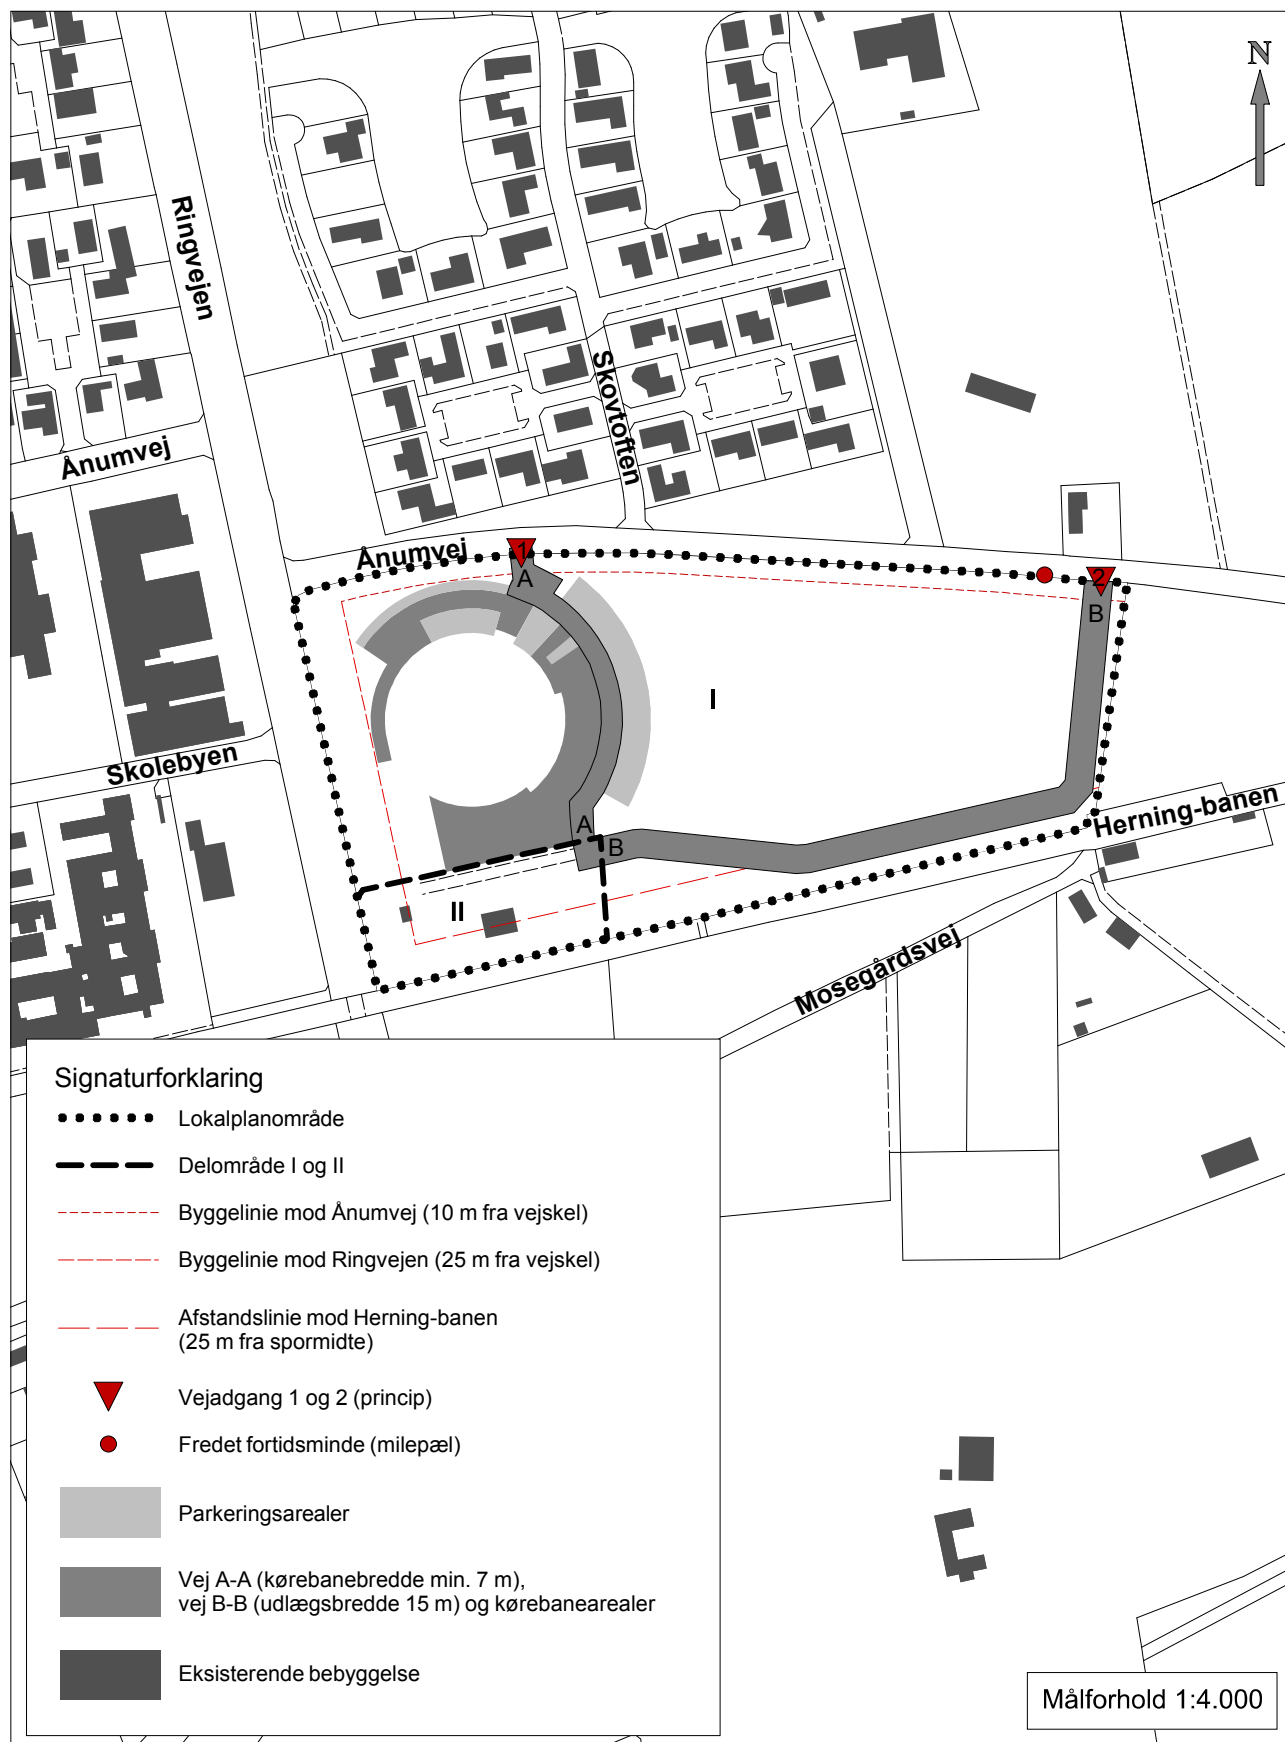 N
Ringvejen
Skovtoften
Ånumvej
Ånumvej
1
A
2
B
I
Skolebyen
A
B
Herning-banen
II
Mosegårdsvej
Signaturforklaring
Lokalplanområde
Delområde I og II
Byggelinie mod Ånumvej (10 m fra vejskel)
Byggelinie mod Ringvejen (25 m fra vejskel)
Afstandslinie mod Herning-banen
(25 m fra spormidte)
Vejadgang 1 og 2 (princip)
Fredet fortidsminde (milepæl)
Parkeringsarealer
Vej A-A (kørebanebredde min. 7 m),
vej B-B (udlægsbredde 15 m) og kørebanearealer
Eksisterende bebyggelse
Målforhold 1:4.000